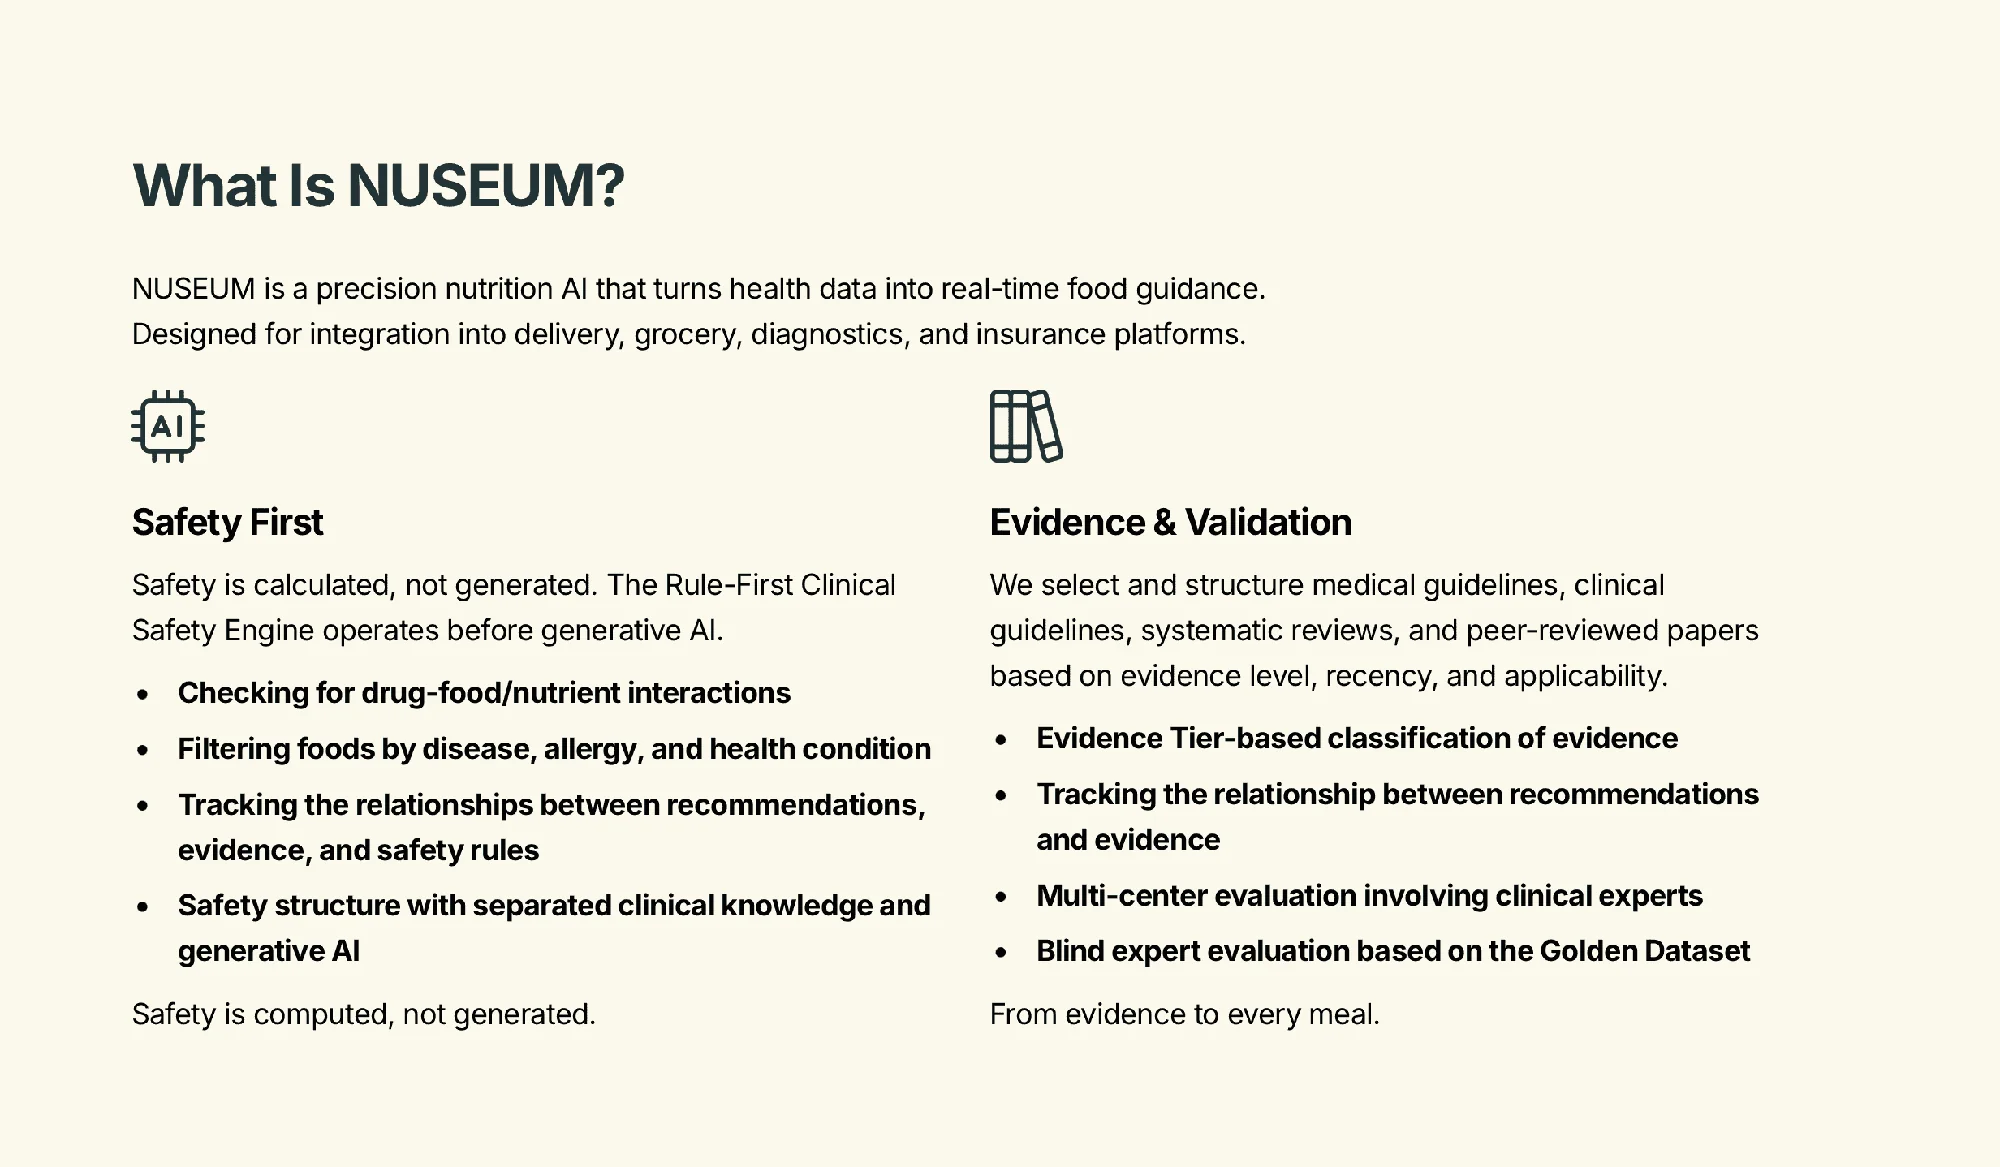 What Is NUSEUM?
NUSEUM is a precision nutrition AI that turns health data into real-time food guidance.
Designed for integration into delivery, grocery, diagnostics, and insurance platforms.
AI
Safety First
Safety is calculated, not generated. The Rule-First Clinical
Safety Engine operates before generative AI.
• Checking for drug-food/nutrient interactions
• Filtering foods by disease, allergy, and health condition
• Tracking the relationships between recommendations,
evidence, and safety rules
• Safety structure with separated clinical knowledge and
generative AI
Safety is computed, not generated.
Evidence & Validation
We select and structure medical guidelines, clinical
guidelines, systematic reviews, and peer-reviewed papers
based on evidence level, recency, and applicability.
• Evidence Tier-based classification of evidence
• Tracking the relationship between recommendations
and evidence
• Multi-center evaluation involving clinical experts
• Blind expert evaluation based on the Golden Dataset
From evidence to every meal.